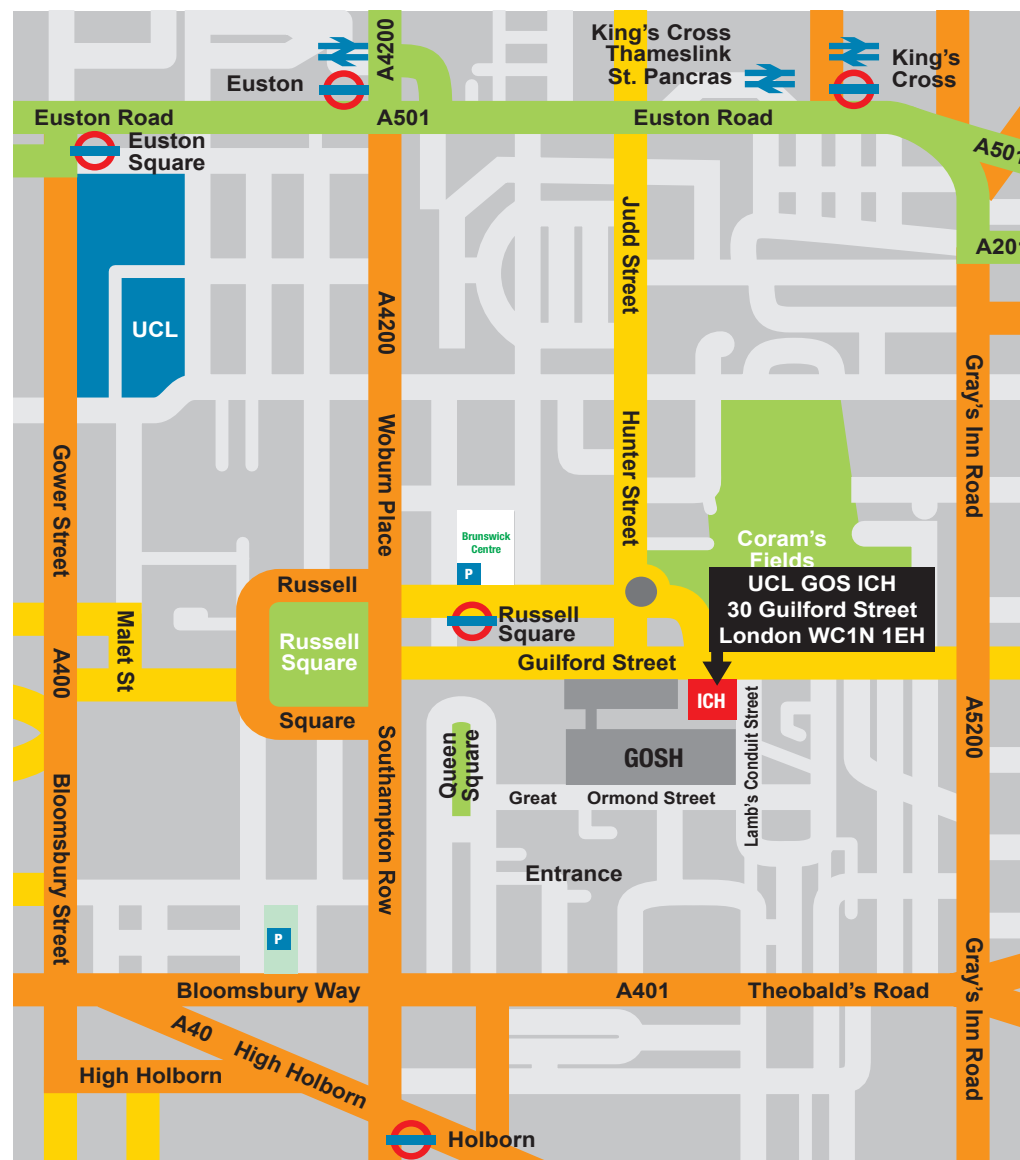 A4200
King's Cross
Thameslink
St. Pancras
King's
Cross
Euston
Euston Road
A501
Euston Road
A501
Euston
Square
A201
Judd Street
UCL
A4200
Gray's Inn Road
Gower Street
Woburn Place
Hunter Street
Brunswick
Centre
P
Coram's
Fields
UCL GOS ICH
30 Guilford Street
London WC1N 1EH
Russell
Russell
Square
Russell
Square
Malet St
A400
Guilford Street
ICH
Square
A5200
Southampton Row
Queen
Square
GOSH
Lamb's Conduit Street
Great Ormond Street
Bloomsbury Street
Entrance
P
Bloomsbury Way
A401
Theobald's Road
Gray's Inn Road
A40
High Holborn
High Holborn
Holborn